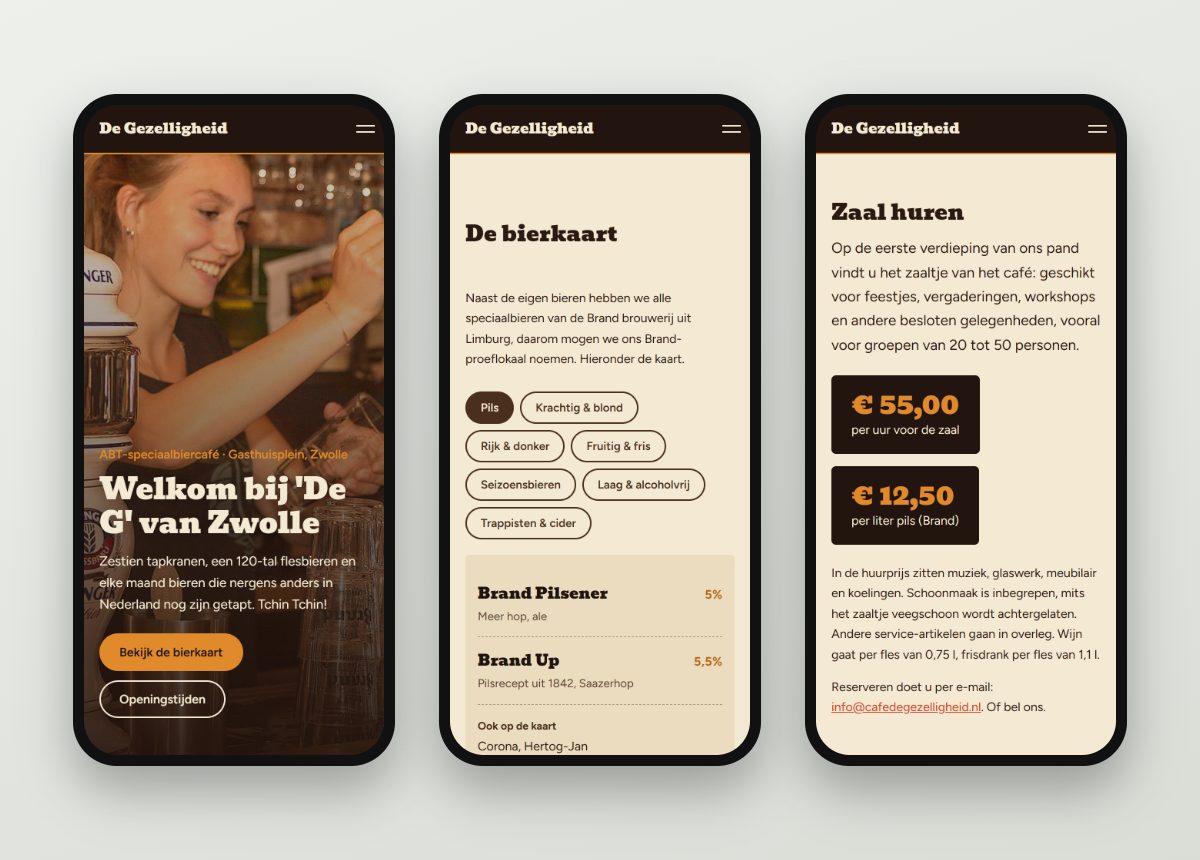 De Gezelligheid
NGER
ABT-speciaalbiercafé · Gasthuisplein, Zwolle
Welkom bij 'De
G' van Zwolle
Zestien tapkranen, een 120-tal flesbieren en
elke maand bieren die nergens anders in
Nederland nog zijn getapt. Tchin Tchin!
Bekijk de bierkaart
Openingstijden
De Gezelligheid
De bierkaart
Naast de eigen bieren hebben we alle
speciaalbieren van de Brand brouwerij uit
Limburg, daarom mogen we ons Brand-
proeflokaal noemen. Hieronder de kaart.
Pils
Krachtig & blond
Rijk & donker
Fruitig & fris
Seizoensbieren
Laag & alcoholvrij
Trappisten & cider
Brand Pilsener 5%
Meer hop, ale
Brand Up 5,5%
Pilsrecept uit 1842, Saazerhop
Ook op de kaart
Corona, Hertog-Jan
De Gezelligheid
Zaal huren
Op de eerste verdieping van ons pand
vindt u het zaaltje van het café: geschikt
voor feestjes, vergaderingen, workshops
en andere besloten gelegenheden, vooral
voor groepen van 20 tot 50 personen.
€ 55,00
per uur voor de zaal
€ 12,50
per liter pils (Brand)
In de huurprijs zitten muziek, glaswerk, meubilair
en koelingen. Schoonmaak is inbegrepen, mits
het zaaltje veegschoon wordt achtergelaten.
Andere service-artikelen gaan in overleg. Wijn
gaat per fles van 0,75 l, frisdrank per fles van 1,1 l.
Reserveren doet u per e-mail:
info@cafedegezelligheid.nl. Of bel ons.